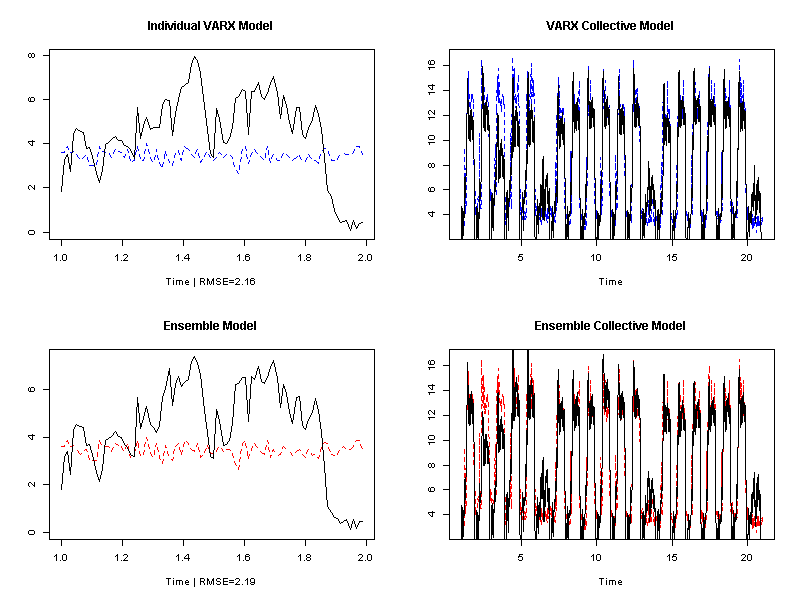 Individual VARX Model
8
6
4
2
0
1.0 1.2 1.4 1.6 1.8 2.0
Time | RMSE=2.16
VARX Collective Model
16
14
12
10
8
6
4
5 10 15 20
Time
Ensemble Model
6
4
2
0
1.0 1.2 1.4 1.6 1.8 2.0
Time | RMSE=2.19
Ensemble Collective Model
16
14
12
10
8
6
4
5 10 15 20
Time